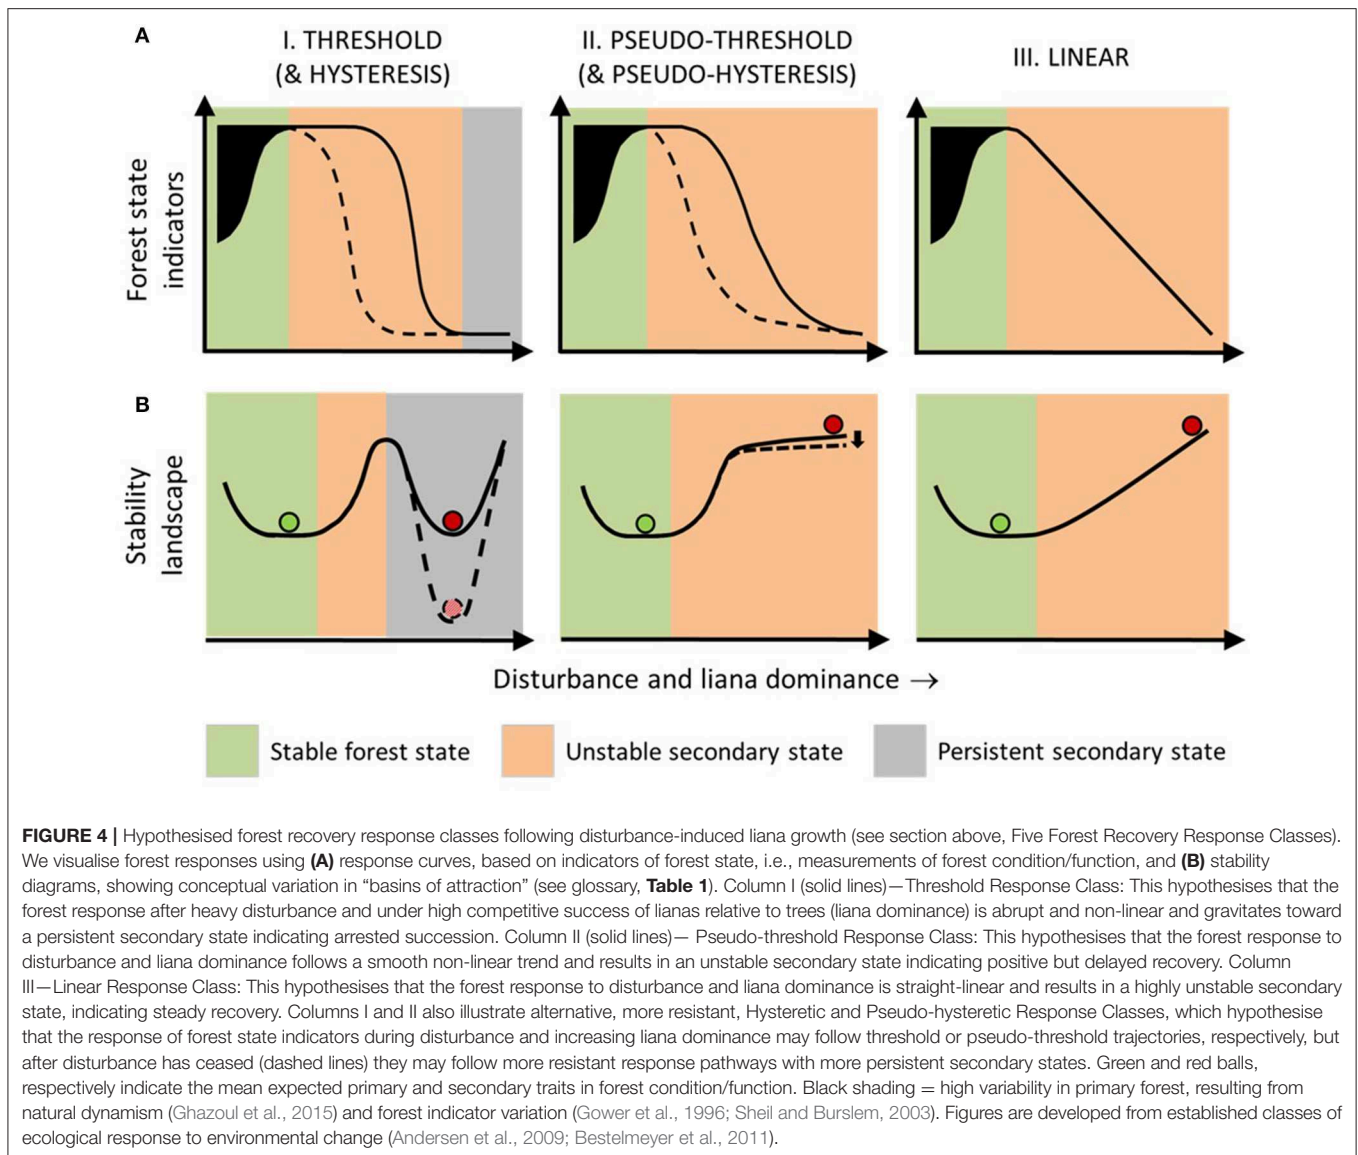 A
I. THRESHOLD
(& HYSTERESIS)
II. PSEUDO-THRESHOLD
(& PSEUDO-HYSTERESIS)
III. LINEAR
Forest state
indicators
B
Stability
landscape
Disturbance and liana dominance →
Stable forest state
Unstable secondary state
Persistent secondary state
FIGURE 4 | Hypothesised forest recovery response classes following disturbance-induced liana growth (see section above, Five Forest Recovery Response Classes).
We visualise forest responses using (A) response curves, based on indicators of forest state, i.e., measurements of forest condition/function, and (B) stability
diagrams, showing conceptual variation in “basins of attraction” (see glossary, Table 1). Column I (solid lines)—Threshold Response Class: This hypothesises that the
forest response after heavy disturbance and under high competitive success of lianas relative to trees (liana dominance) is abrupt and non-linear and gravitates toward
a persistent secondary state indicating arrested succession. Column II (solid lines)— Pseudo-threshold Response Class: This hypothesises that the forest response to
disturbance and liana dominance follows a smooth non-linear trend and results in an unstable secondary state indicating positive but delayed recovery. Column
III—Linear Response Class: This hypothesises that the forest response to disturbance and liana dominance is straight-linear and results in a highly unstable secondary
state, indicating steady recovery. Columns I and II also illustrate alternative, more resistant, Hysteretic and Pseudo-hysteretic Response Classes, which hypothesise
that the response of forest state indicators during disturbance and increasing liana dominance may follow threshold or pseudo-threshold trajectories, respectively, but
after disturbance has ceased (dashed lines) they may follow more resistant response pathways with more persistent secondary states. Green and red balls,
respectively indicate the mean expected primary and secondary traits in forest condition/function. Black shading = high variability in primary forest, resulting from
natural dynamism (Ghazoul et al., 2015) and forest indicator variation (Gower et al., 1996; Sheil and Burslem, 2003). Figures are developed from established classes of
ecological response to environmental change (Andersen et al., 2009; Bestelmeyer et al., 2011).